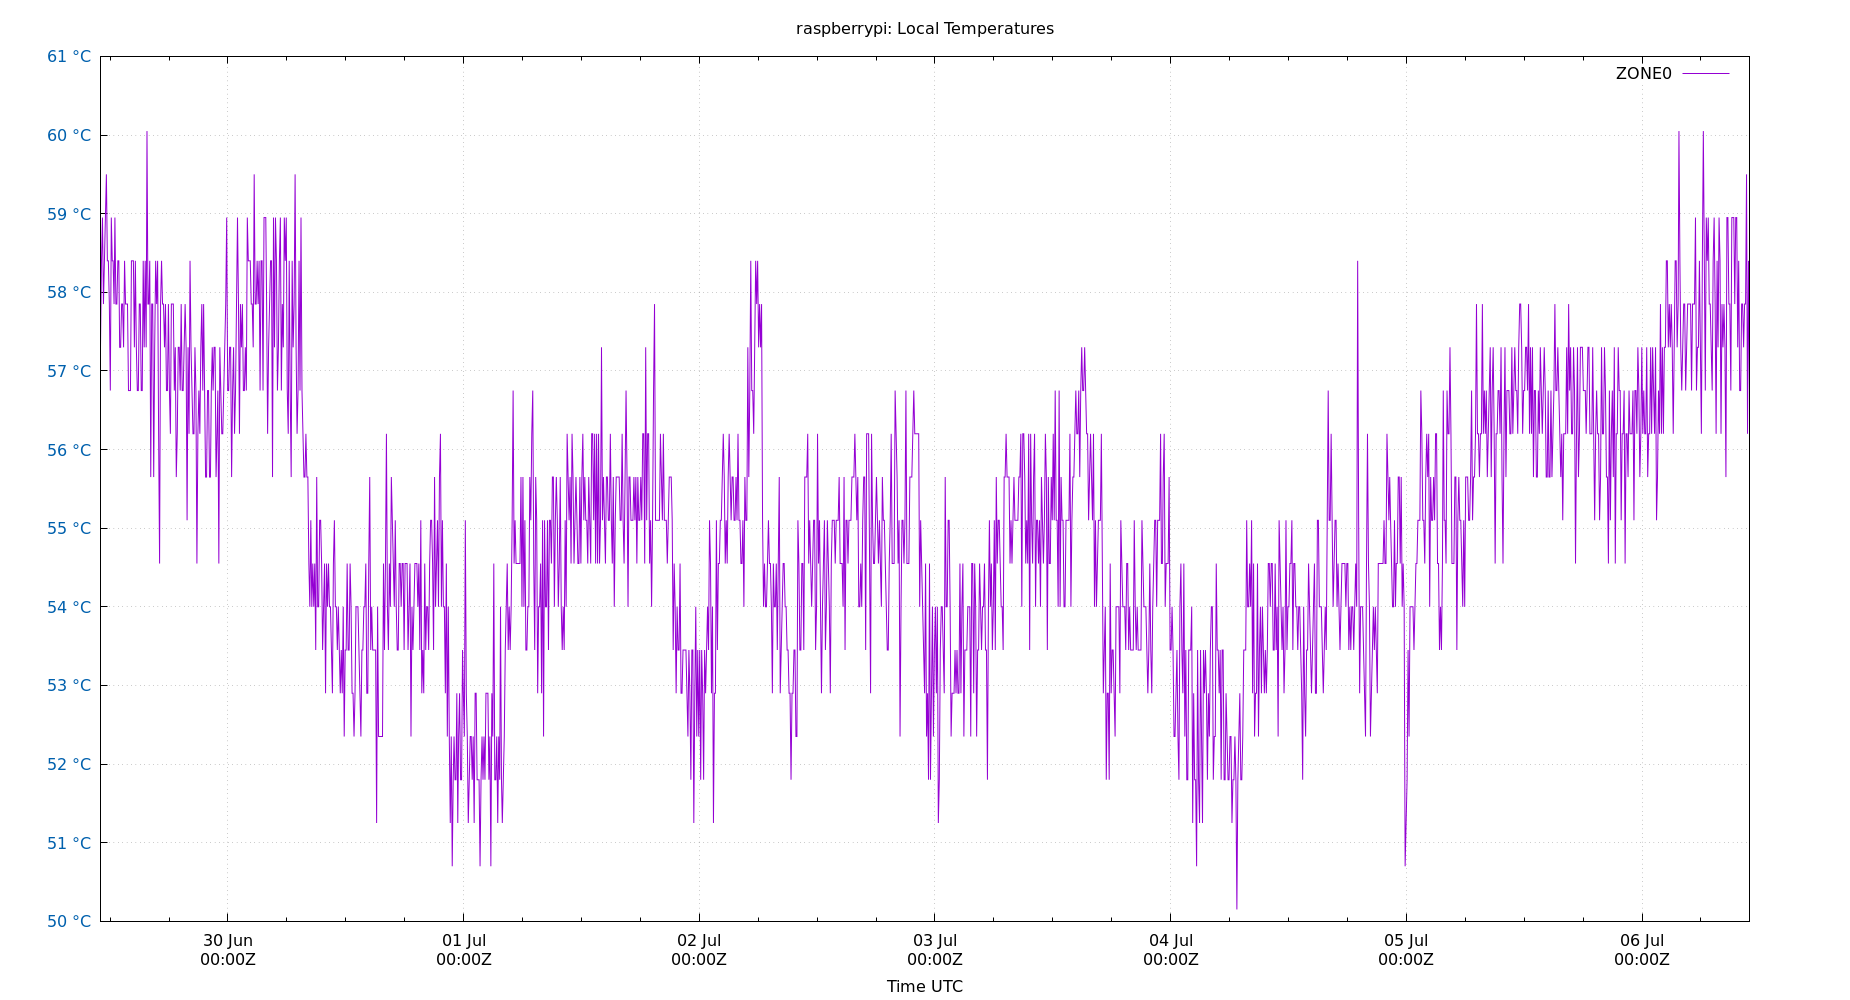 raspberrypi: Local Temperatures
61 °C
ZONE0
60 °C
59 °C
58 °C
57 °C
56 °C
55 °C
54 °C
53 °C
52 °C
51 °C
50 °C
30 Jun 01 Jul 02 Jul 03 Jul 04 Jul 05 Jul 06 Jul
00:00Z 00:00Z 00:00Z 00:00Z 00:00Z 00:00Z 00:00Z
Time UTC